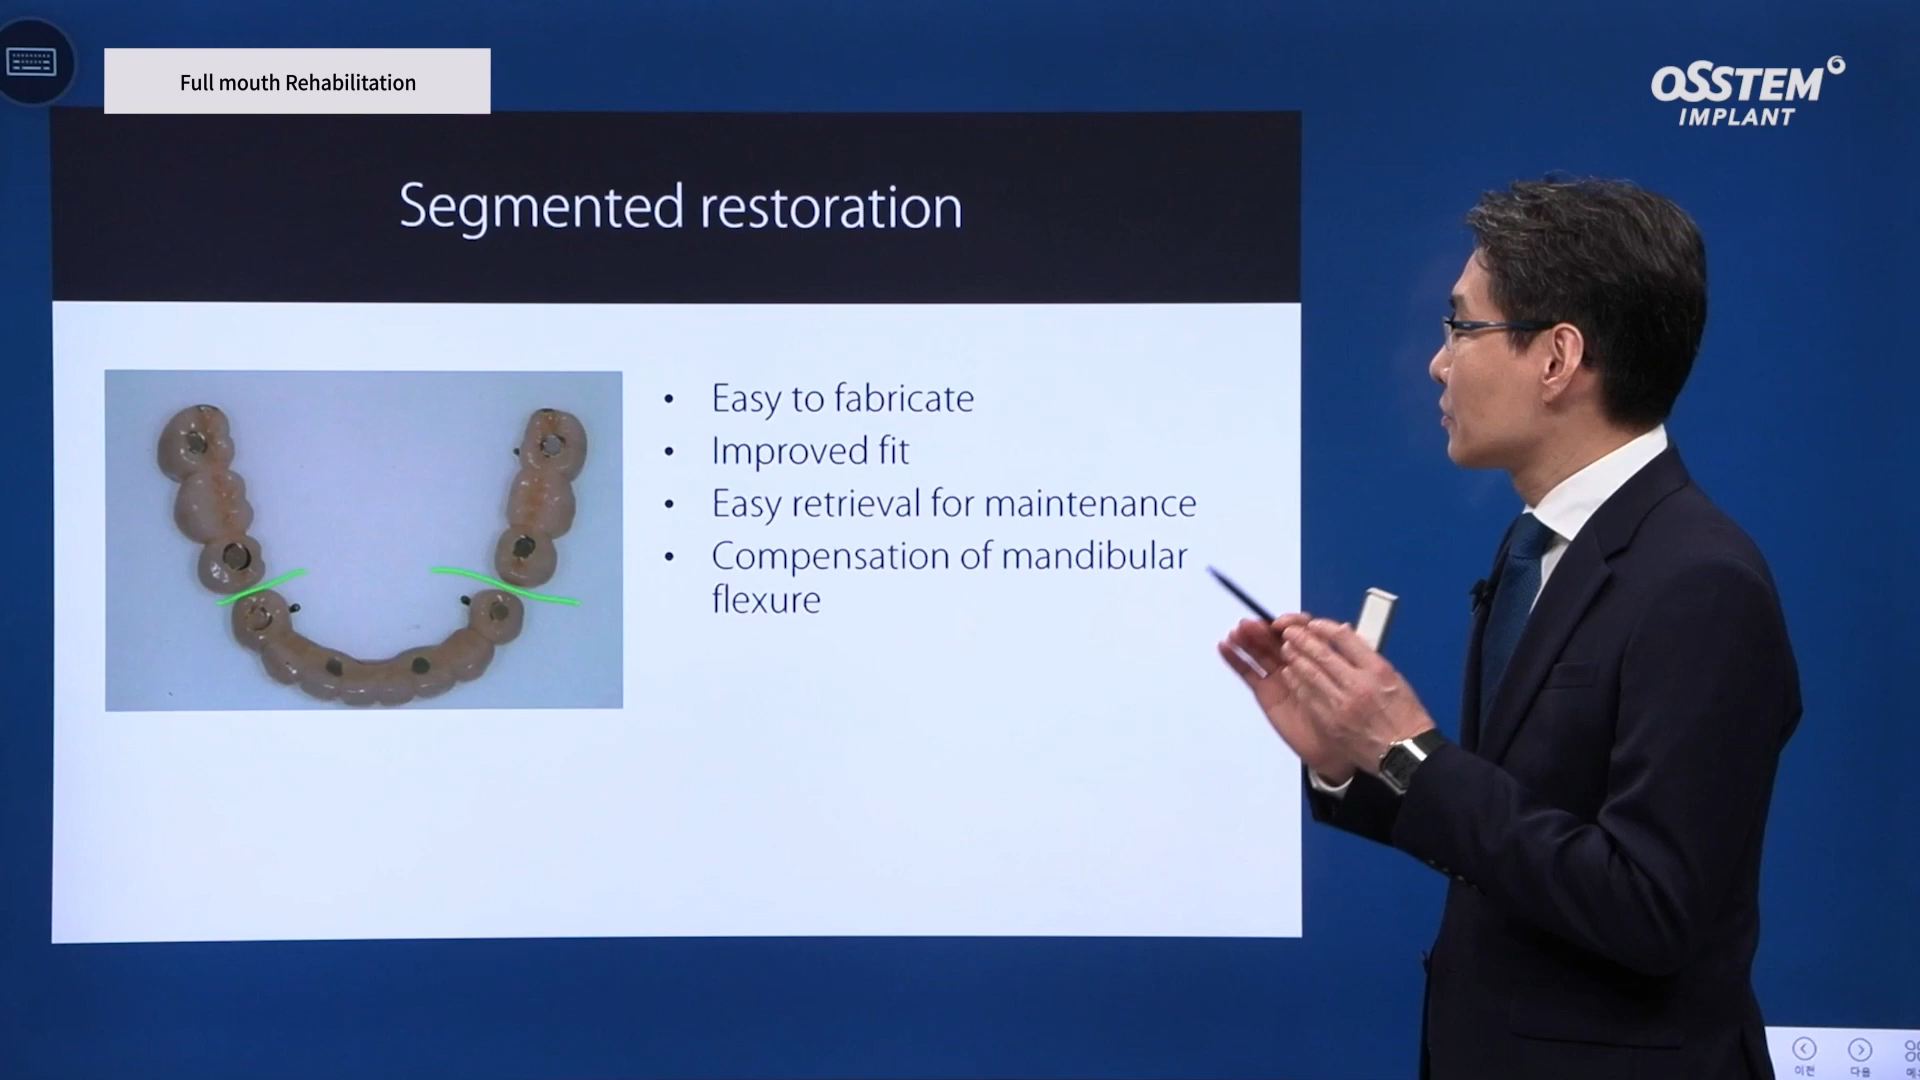 Full mouth Rehabilitation
OSSTEM
IMPLANT
Segmented restoration
• Easy to fabricate
• Improved fit
• Easy retrieval for maintenance
• Compensation of mandibular
flexure
이전
다음